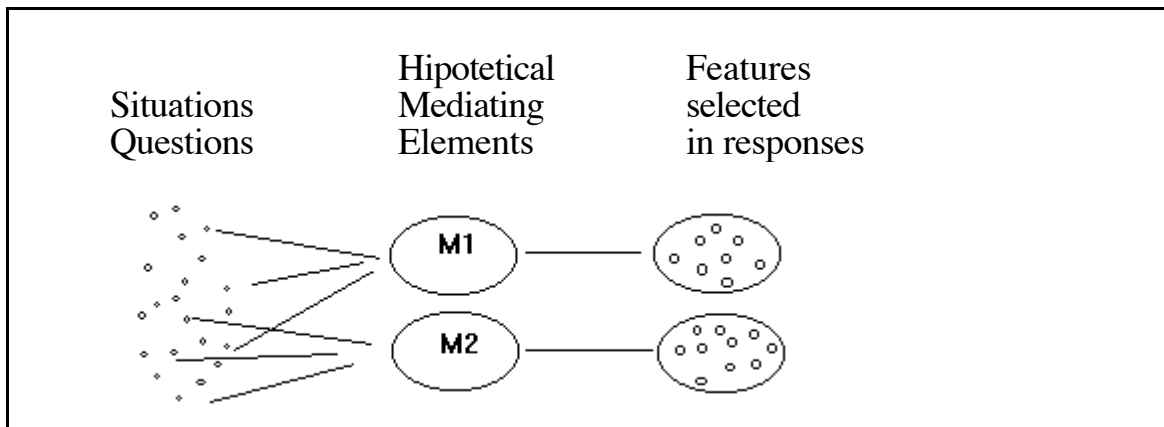 Situations
Questions
Hipotetical
Mediating
Elements
Features
selected
in responses
M1
M2